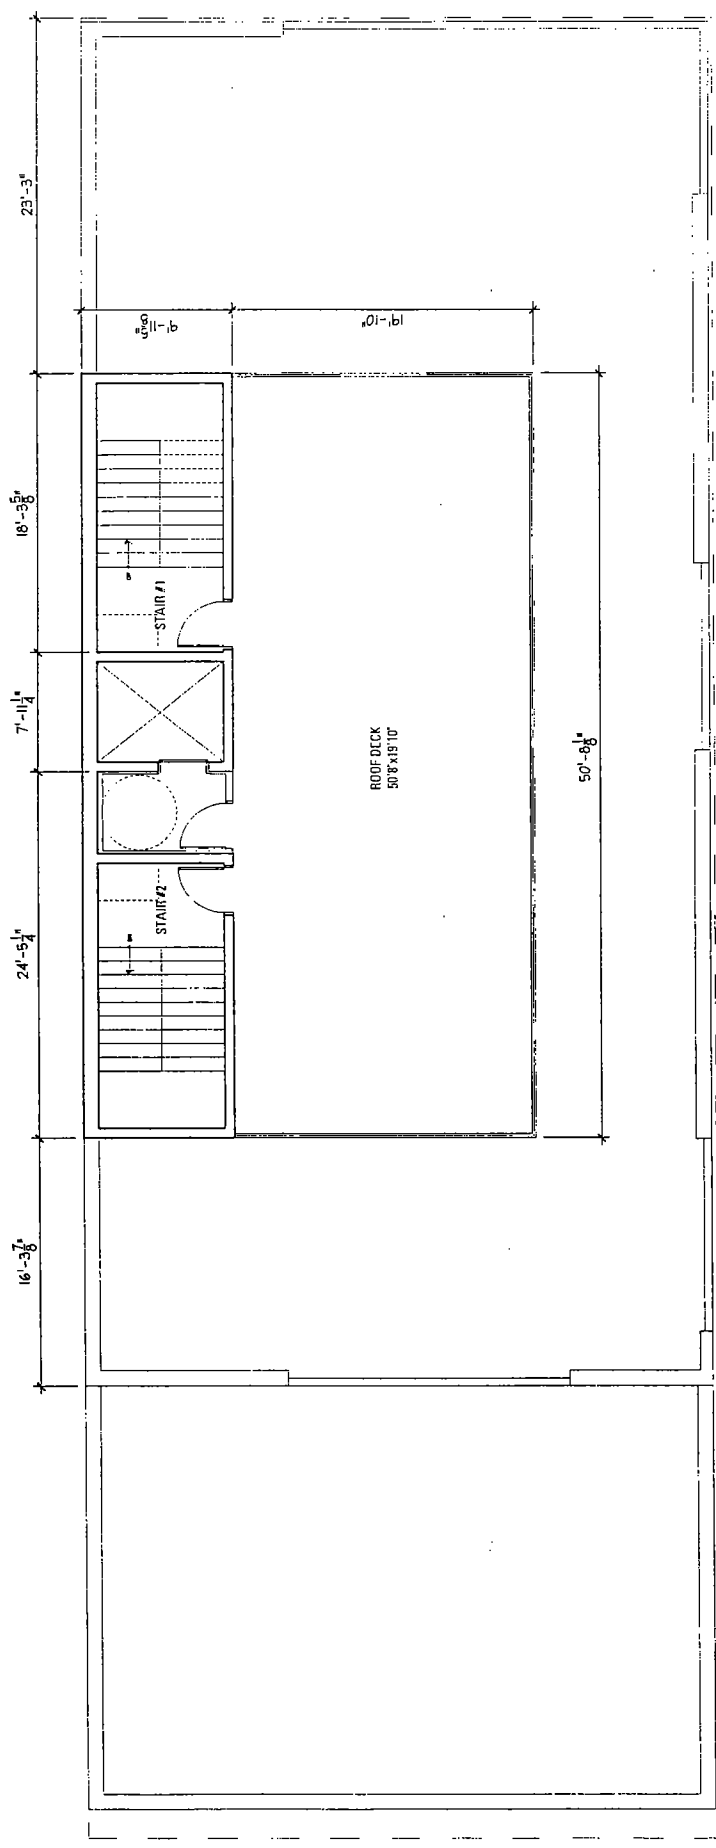 23'-3"
9'-11 5/8"
19'-10"
18'-3 5/8"
STAIR #1
7'-11 1/4"
ROOF DECK
50'8"x19'10"
50'-8 1/8"
STAIR #2
24'-5 1/4"
16'-3 7/8"